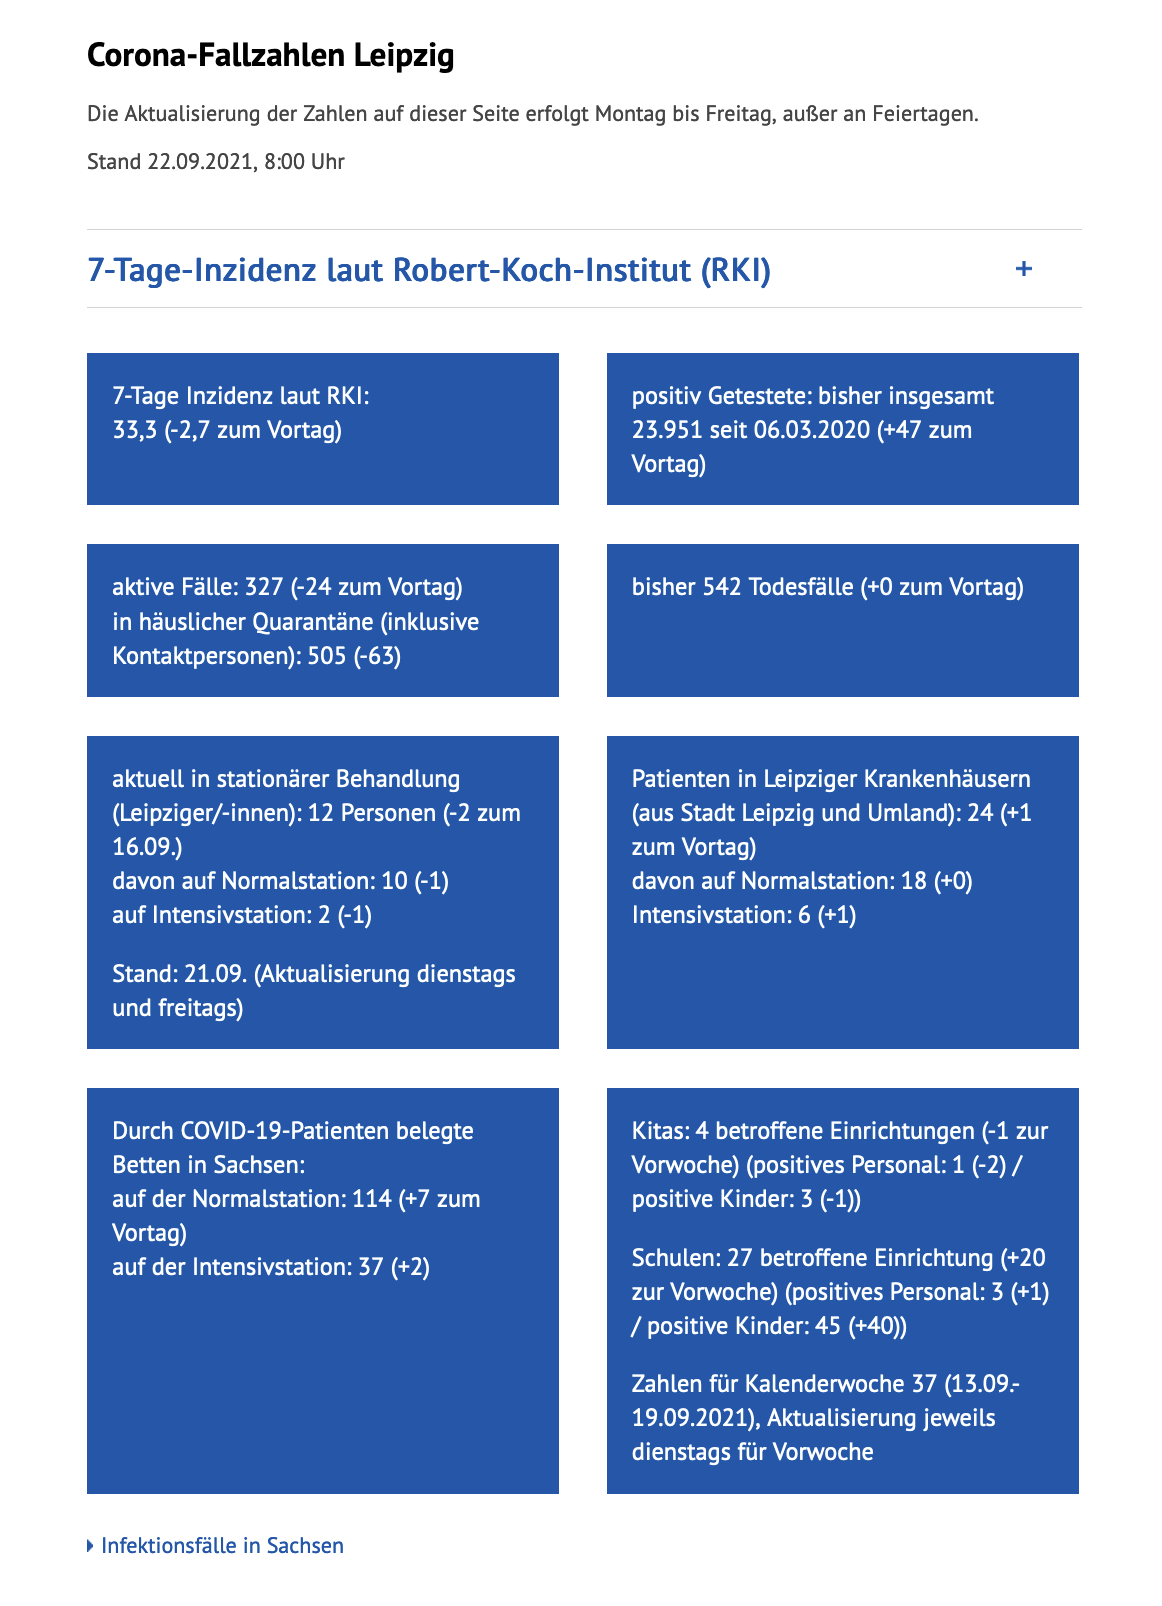 Corona-Fallzahlen Leipzig
Die Aktualisierung der Zahlen auf dieser Seite erfolgt Montag bis Freitag, außer an Feiertagen.
Stand 22.09.2021, 8:00 Uhr
7-Tage-Inzidenz laut Robert-Koch-Institut (RKI)
+
7-Tage Inzidenz laut RKI:
33,3 (-2,7 zum Vortag)
positiv Getestete: bisher insgesamt
23.951 seit 06.03.2020 (+47 zum
Vortag)
aktive Fälle: 327 (-24 zum Vortag)
in häuslicher Quarantäne (inklusive
Kontaktpersonen): 505 (-63)
bisher 542 Todesfälle (+0 zum Vortag)
aktuell in stationärer Behandlung
(Leipziger/-innen): 12 Personen (-2 zum
16.09.)
davon auf Normalstation: 10 (-1)
auf Intensivstation: 2 (-1)
Stand: 21.09. (Aktualisierung dienstags
und freitags)
Patienten in Leipziger Krankenhäusern
(aus Stadt Leipzig und Umland): 24 (+1
zum Vortag)
davon auf Normalstation: 18 (+0)
Intensivstation: 6 (+1)
Durch COVID-19-Patienten belegte
Betten in Sachsen:
auf der Normalstation: 114 (+7 zum
Vortag)
auf der Intensivstation: 37 (+2)
Kitas: 4 betroffene Einrichtungen (-1 zur
Vorwoche) (positives Personal: 1 (-2) /
positive Kinder: 3 (-1))
Schulen: 27 betroffene Einrichtung (+20
zur Vorwoche) (positives Personal: 3 (+1)
/ positive Kinder: 45 (+40))
Zahlen für Kalenderwoche 37 (13.09.-
19.09.2021), Aktualisierung jeweils
dienstags für Vorwoche
Infektionsfälle in Sachsen